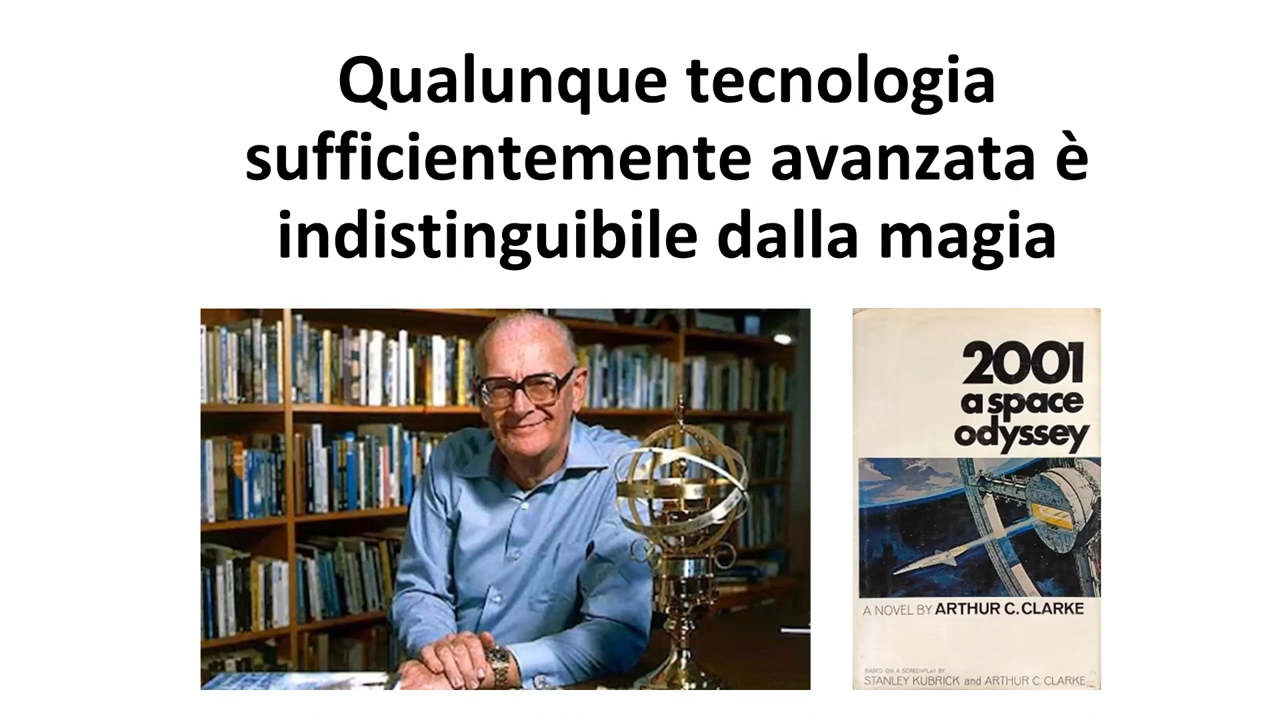 Qualunque tecnologia
sufficientemente avanzata è
indistinguibile dalla magia
2001
a space
odyssey
A NOVEL BY ARTHUR C. CLARKE
BASED ON A SCREENPLAY BY
STANLEY KUBRICK and ARTHUR C. CLARKE